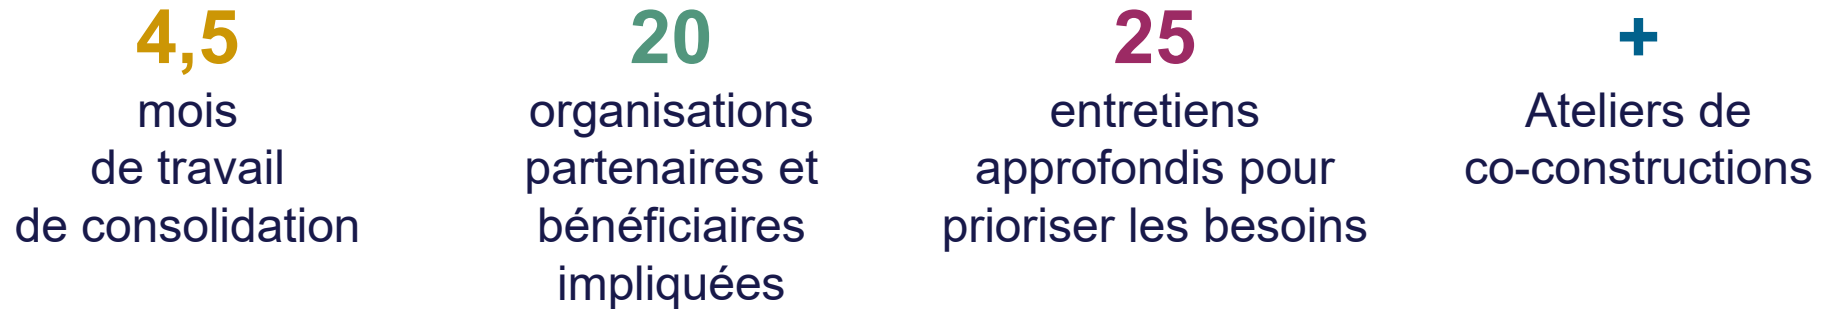 4,5
mois
de travail
de consolidation
20
organisations
partenaires et
bénéficiaires
impliquées
25
entretiens
approfondis pour
prioriser les besoins
+
Ateliers de
co-constructions